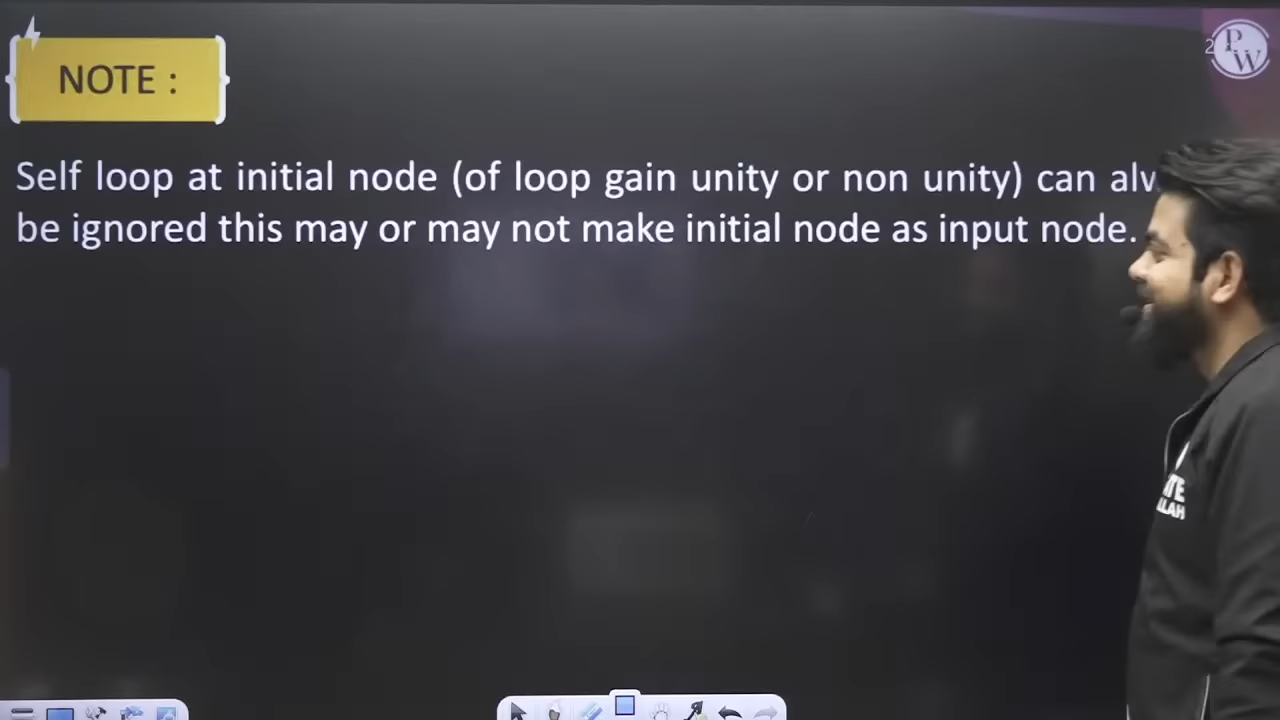 NOTE :
PW
Self loop at initial node (of loop gain unity or non unity) can
be ignored this may or may not make initial node as input node.